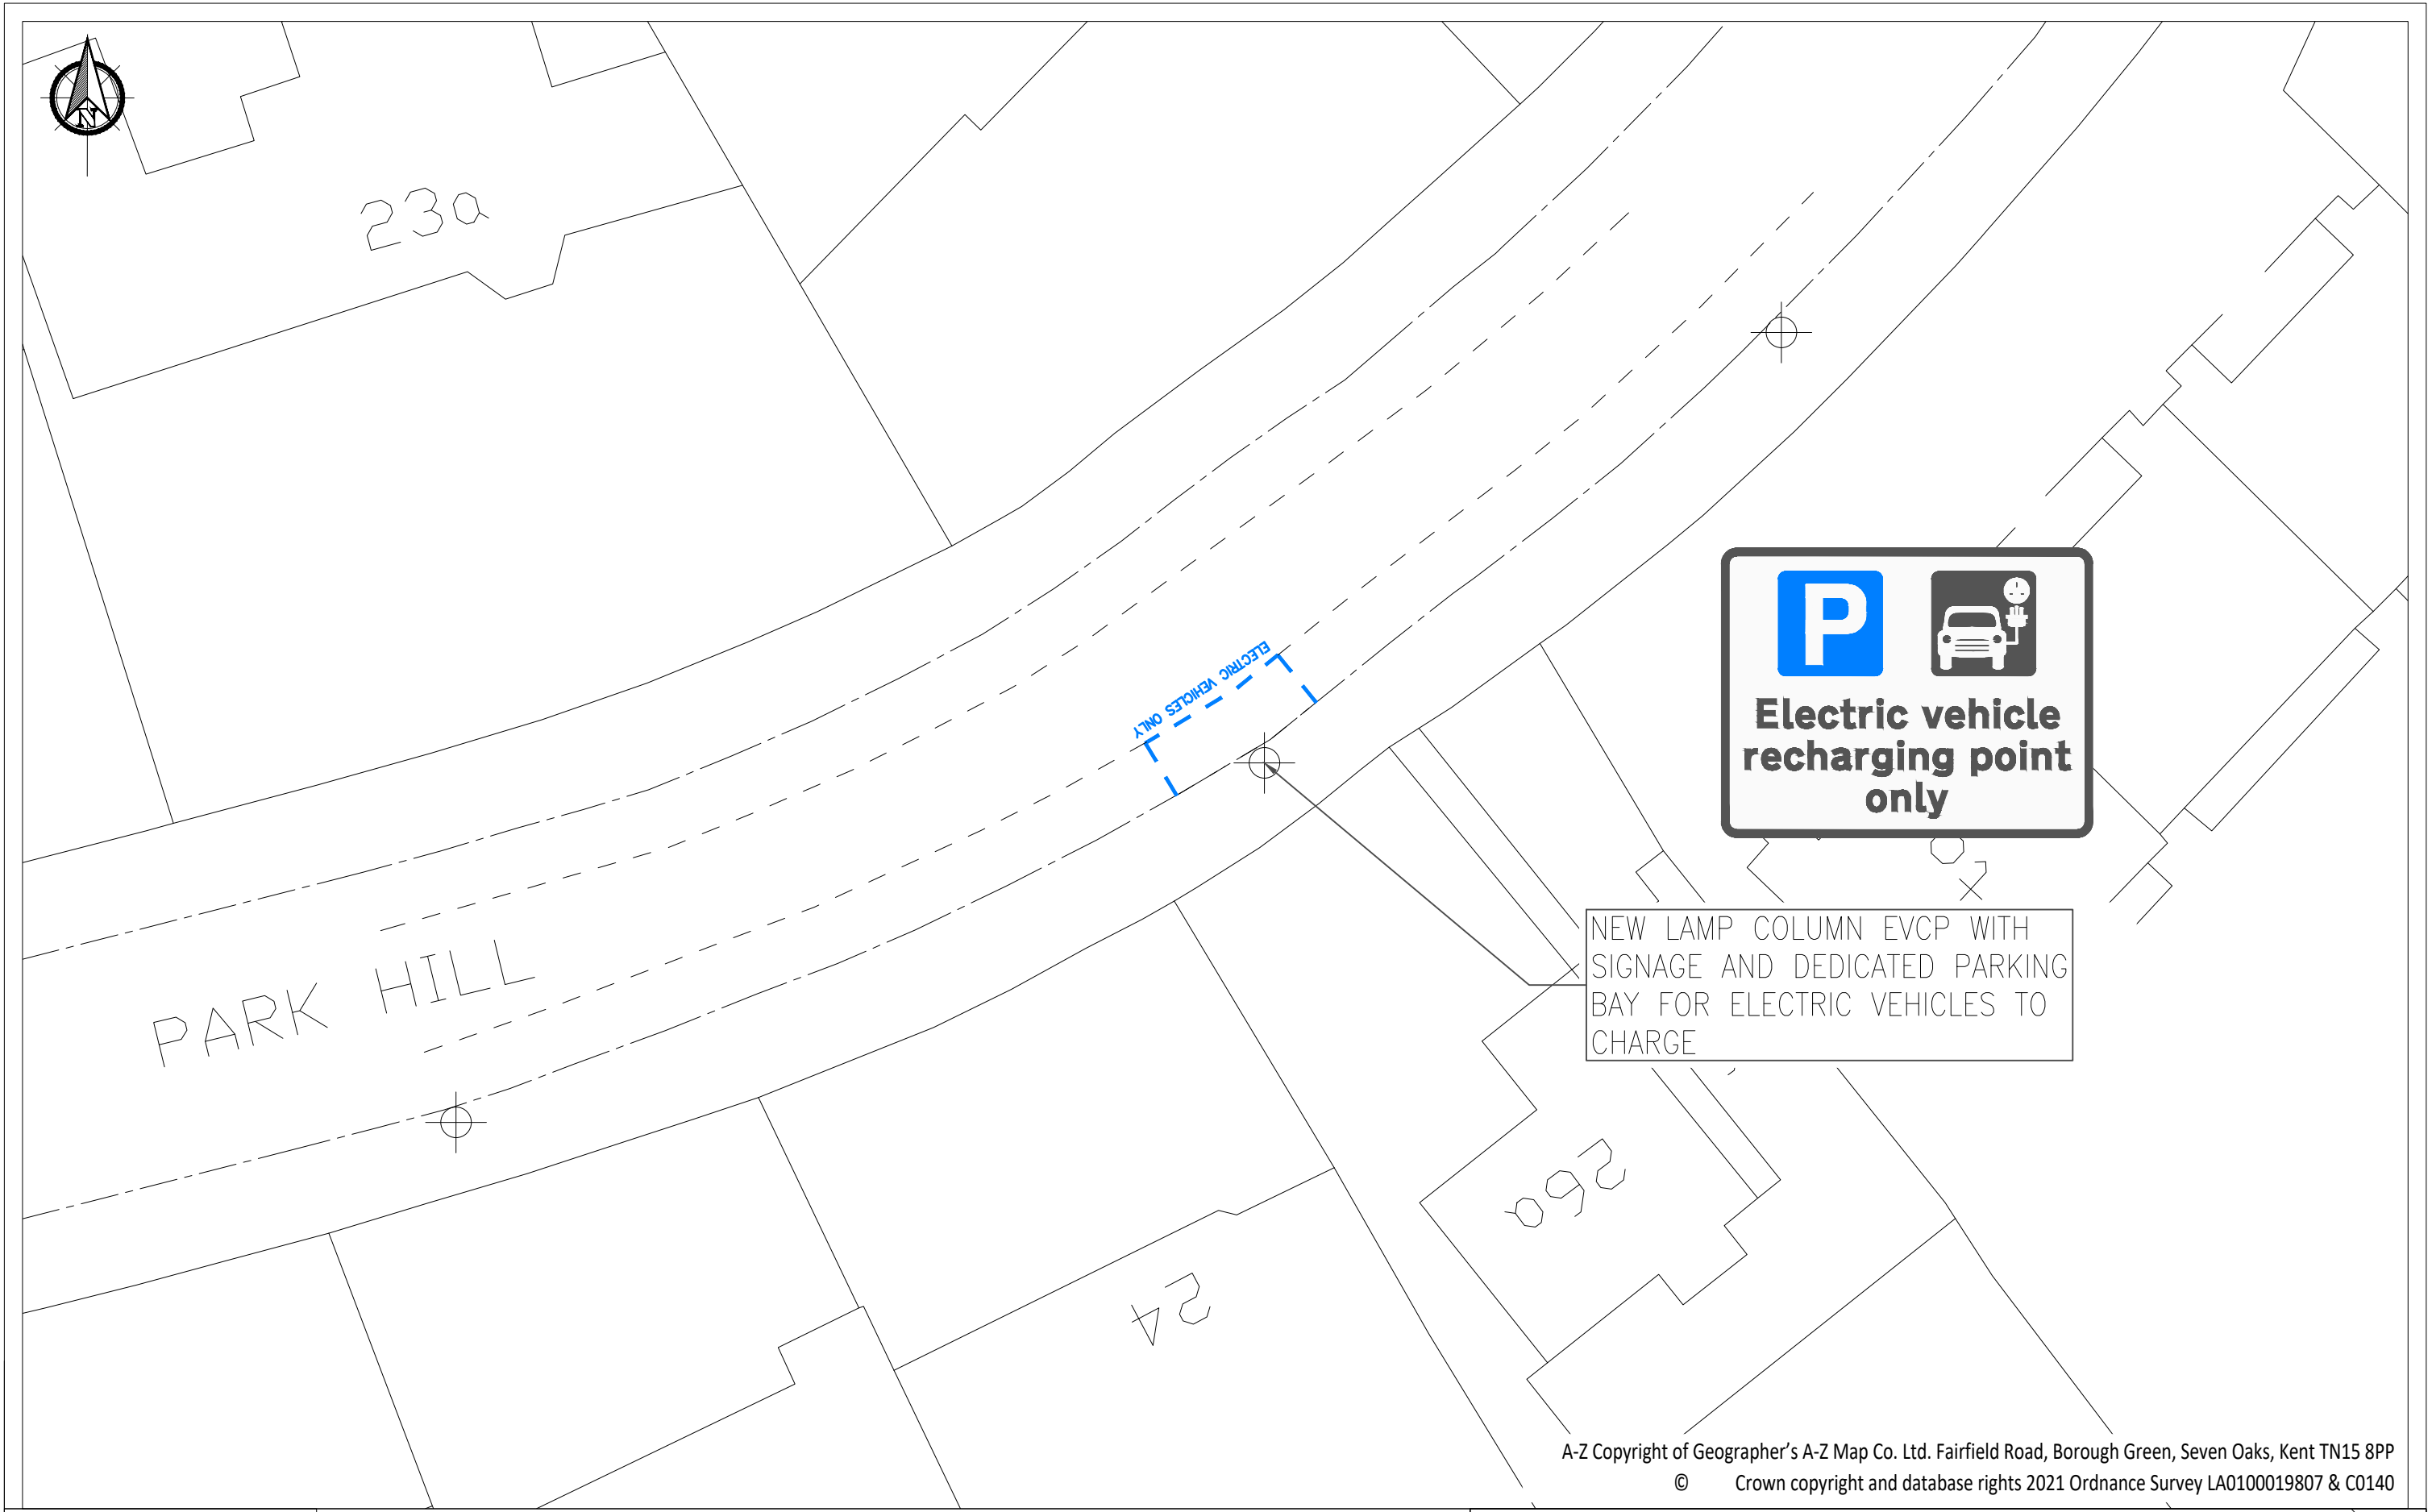 N
23a
ELECTRIC VEHICLES ONLY
P
Electric vehicle
recharging point
only
PARK HILL
NEW LAMP COLUMN EVCP WITH
SIGNAGE AND DEDICATED PARKING
BAY FOR ELECTRIC VEHICLES TO
CHARGE
26a
24
A-Z Copyright of Geographer's A-Z Map Co. Ltd. Fairfield Road, Borough Green, Seven Oaks, Kent TN15 8PP
© Crown copyright and database rights 2021 Ordnance Survey LA0100019807 & C0140